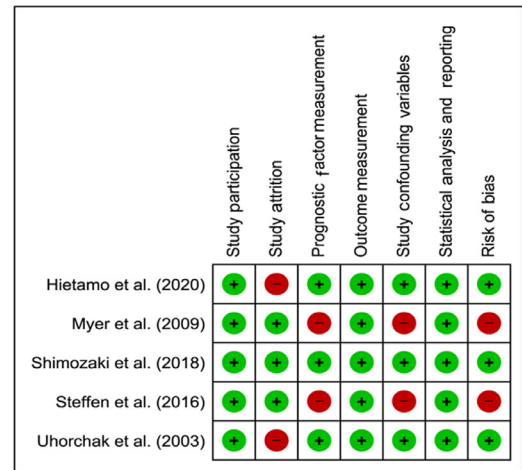 Study participation
Study attrition
Prognostic factor measurement
Outcome measurement
Study confounding variables
Statistical analysis and reporting
Risk of bias
Hietamo et al. (2020) + - + + + + +
Myer et al. (2009) + + - + - + -
Shimozaki et al. (2018) + + + + + + +
Steffen et al. (2016) + + - + - + -
Uhorchak et al. (2003) + - + + + + +